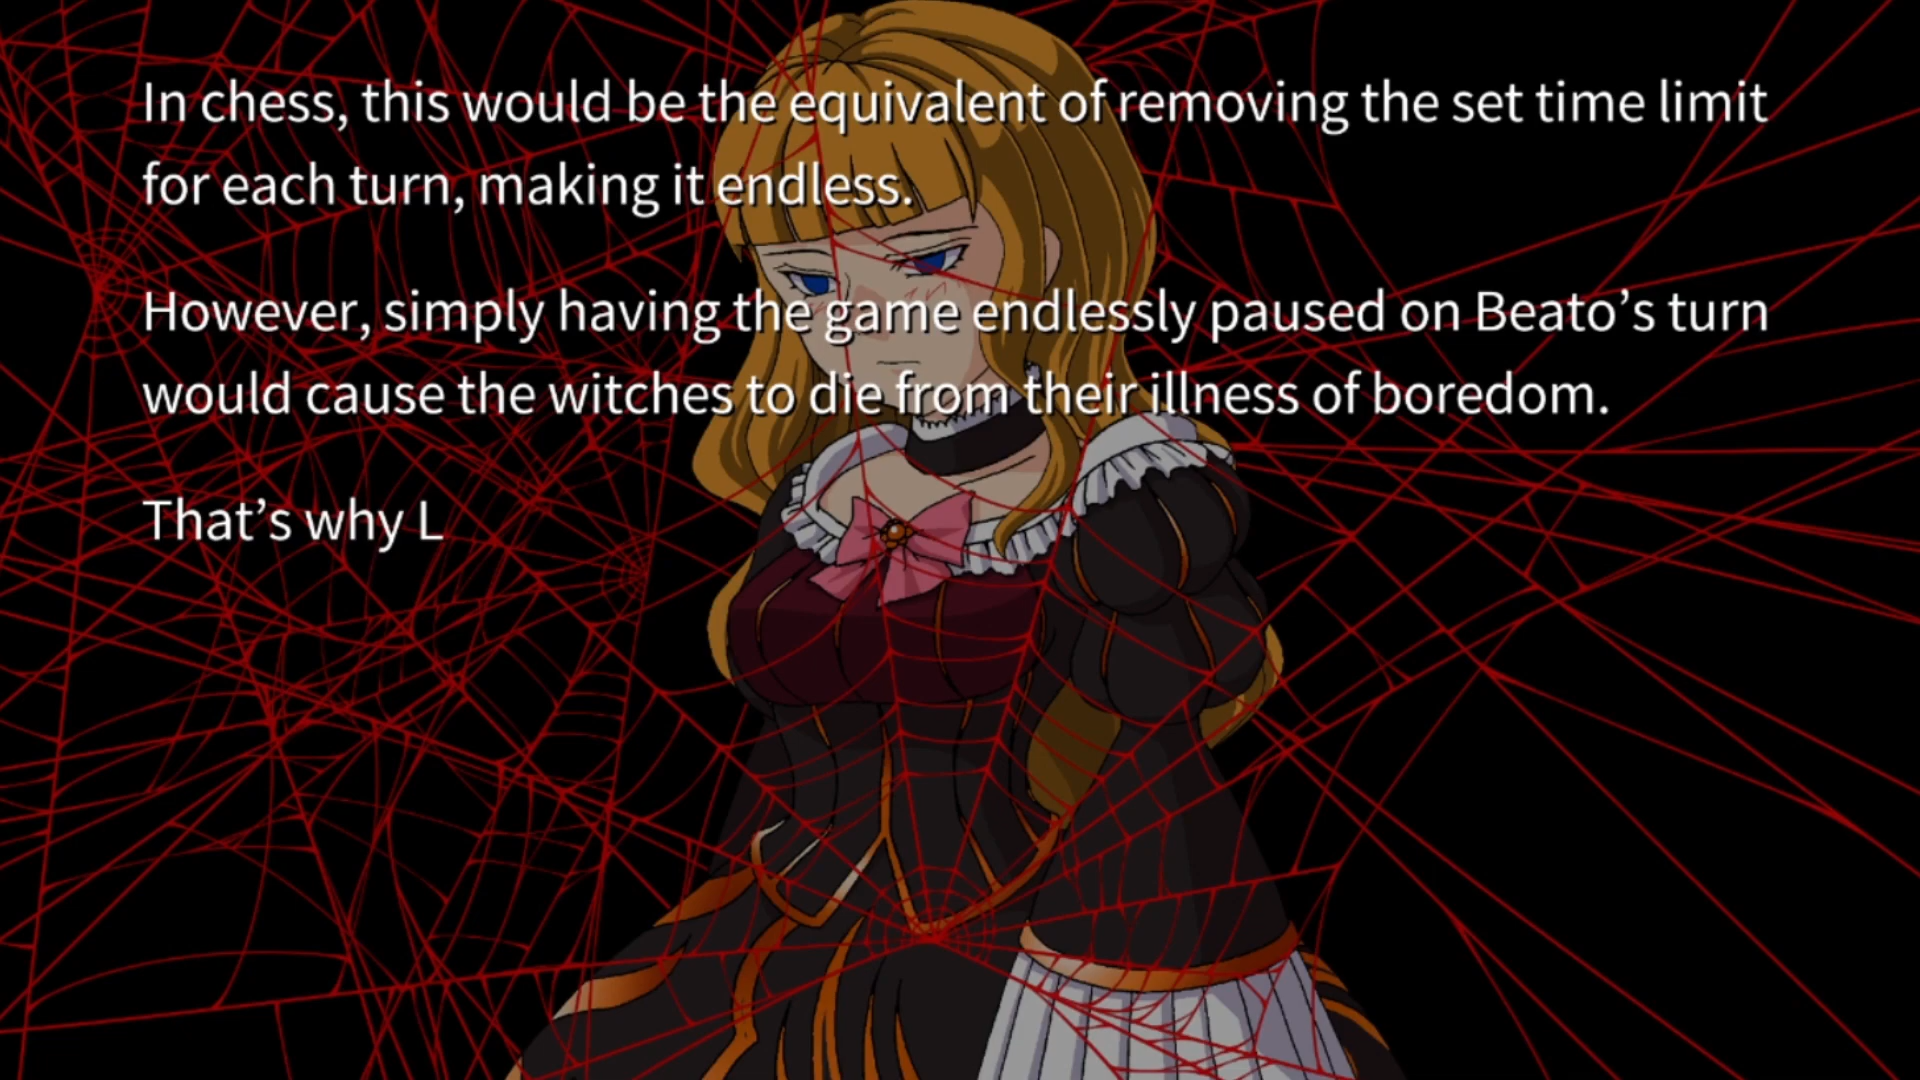 In chess, this would be the equivalent of removing the set time limit
for each turn, making it endless.
However, simply having the game endlessly paused on Beato’s turn
would cause the witches to die from their illness of boredom.
That’s why L